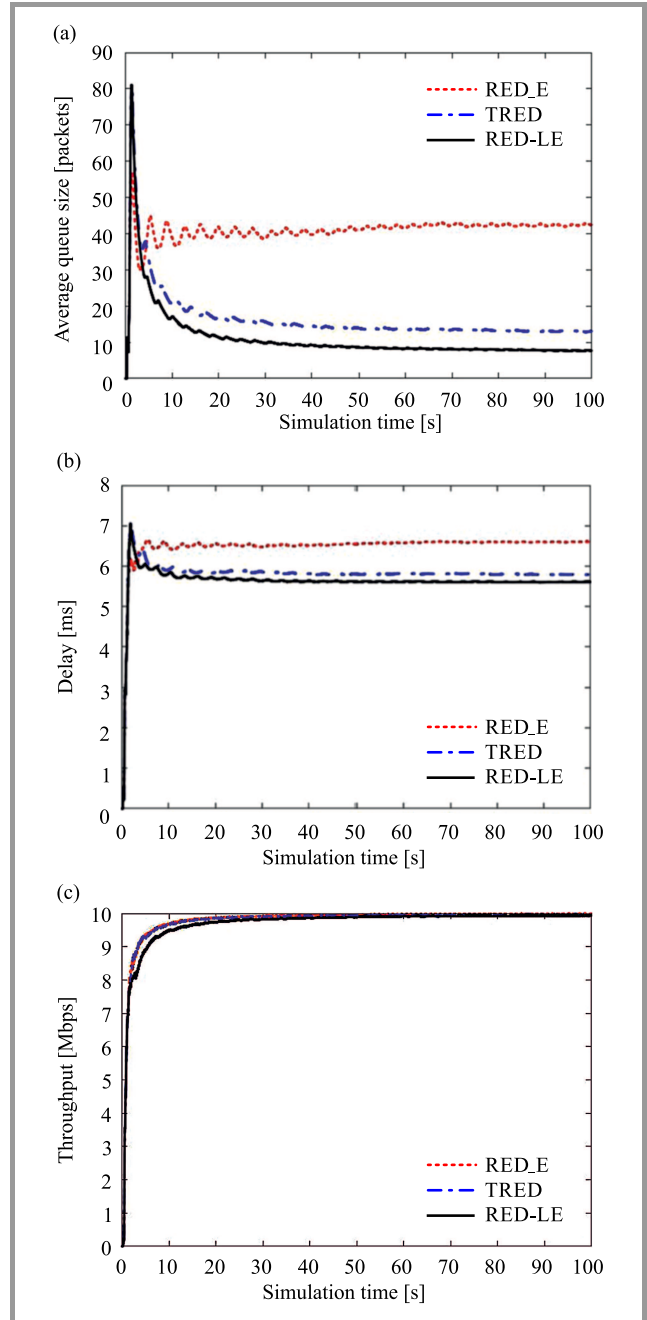 (a)
Average queue size [packets]
90
80
70
60
50
40
30
20
10
0
RED_E
TRED
RED-LE
0 10 20 30 40 50 60 70 80 90 100
Simulation time [s]
(b)
Delay [ms]
8
7
6
5
4
3
2
1
0
RED_E
TRED
RED-LE
0 10 20 30 40 50 60 70 80 90 100
Simulation time [s]
(c)
Throughput [Mbps]
10
9
8
7
6
5
4
3
2
1
0
RED_E
TRED
RED-LE
0 10 20 30 40 50 60 70 80 90 100
Simulation time [s]